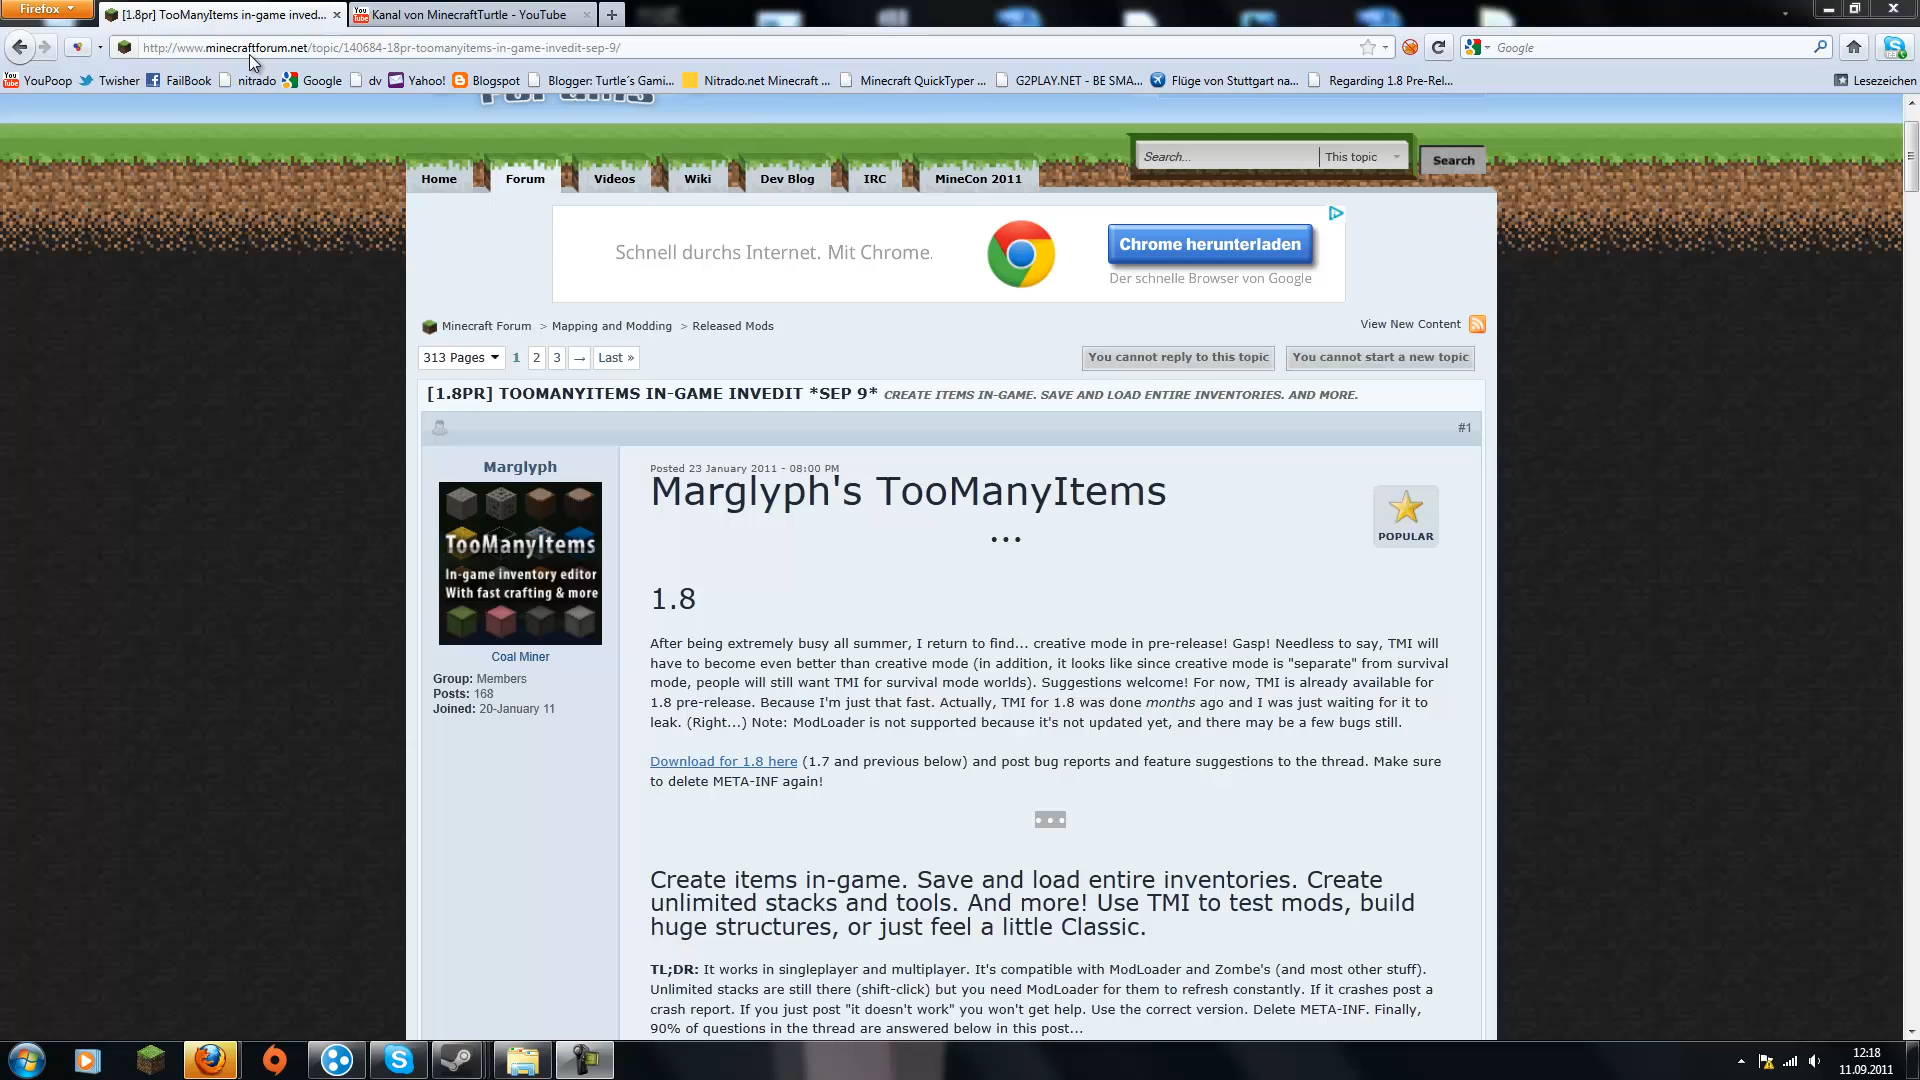 Firefox
[1.8pr] TooManyItems in-game inved...
Kanal von MinecraftTurtle - YouTube
http://www.minecraftforum.net/topic/140684-18pr-toomanyitems-in-game-invedit-sep-9/
Google
YouPoop
Twisher
FailBook
nitrado
Google
dv
Yahoo!
Blogspot
Blogger: Turtle´s Gami...
Nitrado.net Minecraft ...
Minecraft QuickTyper ...
G2PLAY.NET - BE SMA...
Flüge von Stuttgart na...
Regarding 1.8 Pre-Rel...
Lesezeichen
Search...
This topic
Search
Home
Forum
Videos
Wiki
Dev Blog
IRC
MineCon 2011
Schnell durchs Internet. Mit Chrome.
Chrome herunterladen
Der schnelle Browser von Google
Minecraft Forum > Mapping and Modding > Released Mods
View New Content
313 Pages 1 2 3 → Last »
You cannot reply to this topic
You cannot start a new topic
[1.8PR] TOOMANYITEMS IN-GAME INVEDIT *SEP 9* CREATE ITEMS IN-GAME. SAVE AND LOAD ENTIRE INVENTORIES. AND MORE.
#1
Marglyph
TooManyItems
In-game inventory editor
With fast crafting & more
Coal Miner
Group: Members
Posts: 168
Joined: 20-January 11
Posted 23 January 2011 - 08:00 PM
Marglyph's TooManyItems
•••
POPULAR
1.8
After being extremely busy all summer, I return to find... creative mode in pre-release! Gasp! Needless to say, TMI will
have to become even better than creative mode (in addition, it looks like since creative mode is "separate" from survival
mode, people will still want TMI for survival mode worlds). Suggestions welcome! For now, TMI is already available for
1.8 pre-release. Because I'm just that fast. Actually, TMI for 1.8 was done months ago and I was just waiting for it to
leak. (Right...) Note: ModLoader is not supported because it's not updated yet, and there may be a few bugs still.
Download for 1.8 here (1.7 and previous below) and post bug reports and feature suggestions to the thread. Make sure
to delete META-INF again!
•••
Create items in-game. Save and load entire inventories. Create
unlimited stacks and tools. And more! Use TMI to test mods, build
huge structures, or just feel a little Classic.
TL;DR: It works in singleplayer and multiplayer. It's compatible with ModLoader and Zombe's (and most other stuff).
Unlimited stacks are still there (shift-click) but you need ModLoader for them to refresh constantly. If it crashes post a
crash report. If you just post "it doesn't work" you won't get help. Use the correct version. Delete META-INF. Finally,
90% of questions in the thread are answered below in this post...
12:18
11.09.2011